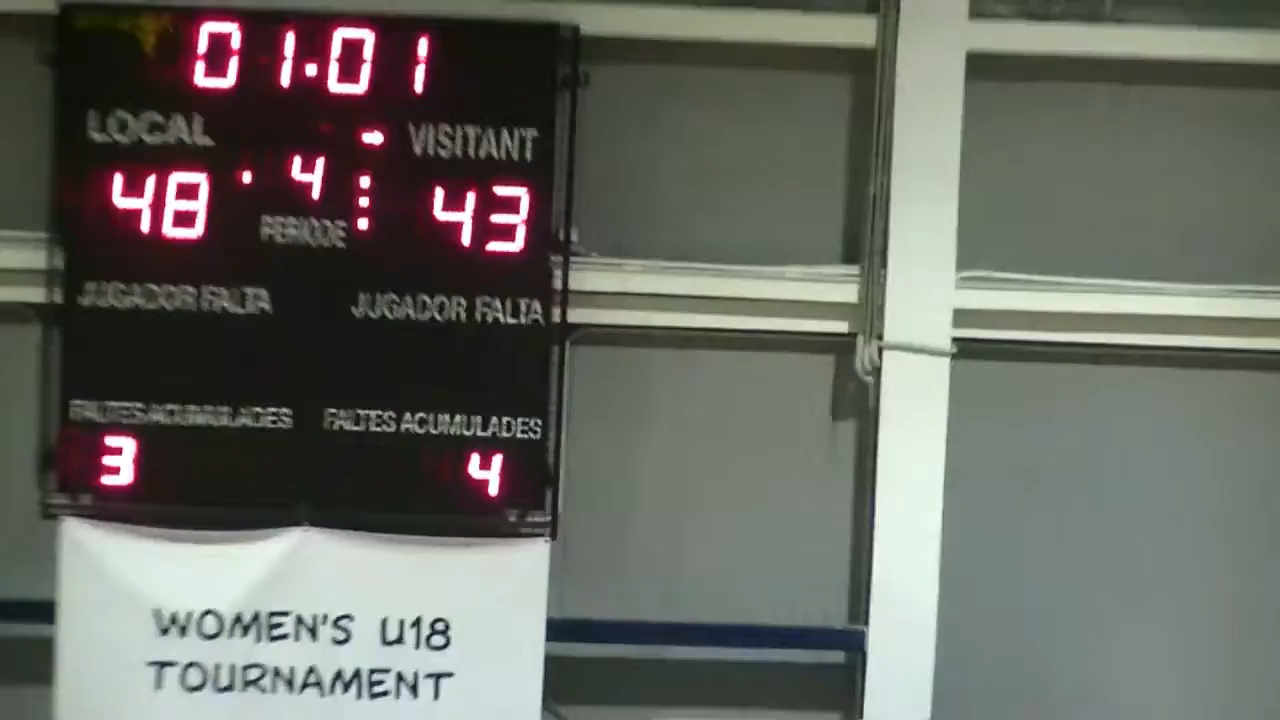 01:01
LOCAL VISITANT
48 4 43
PERIODE
JUGADOR FALTA JUGADOR FALTA
FALTES ACUMULADES FALTES ACUMULADES
3 4
WOMEN'S U18
TOURNAMENT